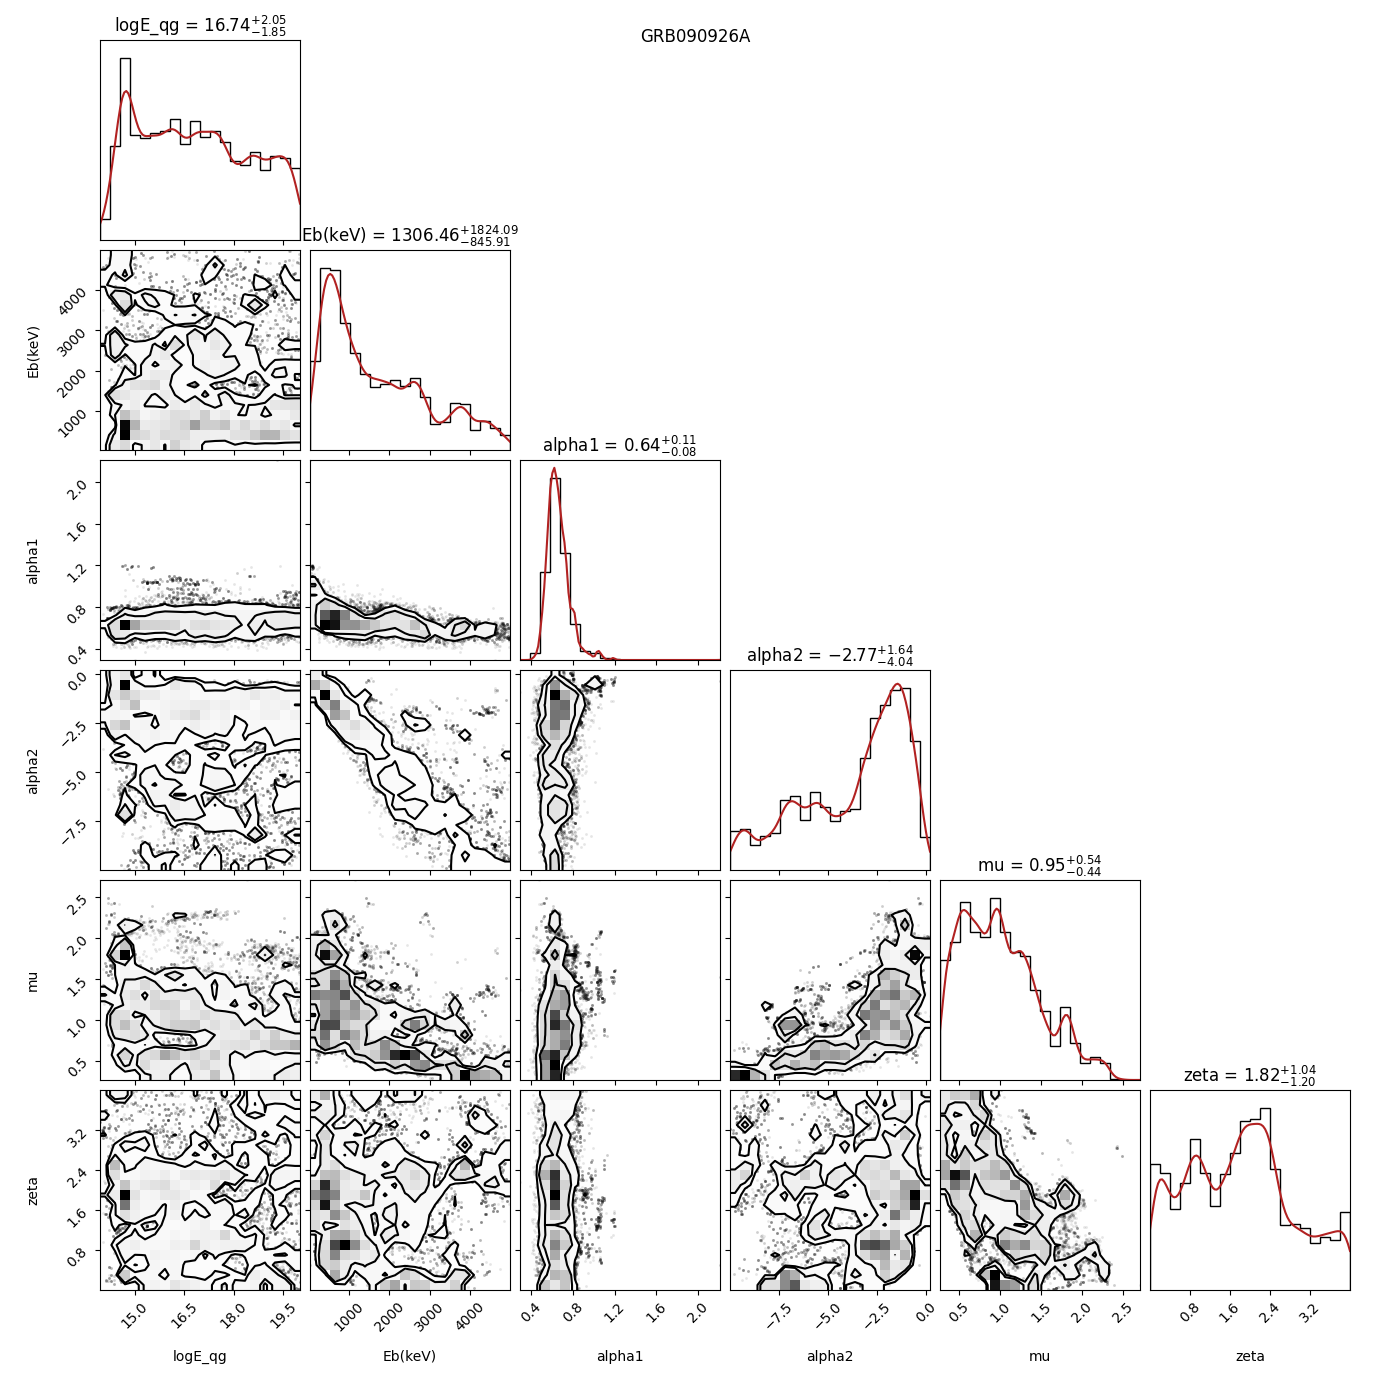 GRB090926A
logE_qg = 16.74+2.05−1.85
Eb(keV) = 1306.46+1824.09−845.91
Eb(keV)
4000
3000
2000
1000
alpha1 = 0.64+0.11−0.08
alpha1
2.0
1.6
1.2
0.8
0.4
alpha2 = −2.77+1.64−4.04
alpha2
0.0
−2.5
−5.0
−7.5
mu = 0.95+0.54−0.44
mu
2.5
2.0
1.5
1.0
0.5
zeta = 1.82+1.04−1.20
zeta
3.2
2.4
1.6
0.8
15.0 16.5 18.0 19.5 1000 2000 3000 4000 0.4 0.8 1.2 1.6 2.0 −7.5 −5.0 −2.5 0.0 0.5 1.0 1.5 2.0 2.5 0.8 1.6 2.4 3.2
logE_qg Eb(keV) alpha1 alpha2 mu zeta